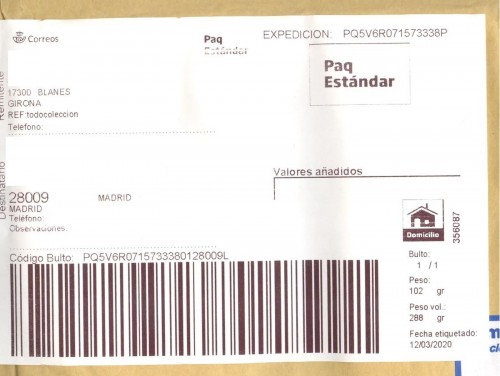 Correos
Paq
Estándar
EXPEDICION: PQ5V6R071573338P
Paq
Estándar
Remitente
17300 BLANES
GIRONA
REF:todocoleccion
Telefono:
Destinatario
Valores añadidos
28009 MADRID
MADRID
Teléfono:
Observaciones:
Domicilio
356087
Código Bulto: PQ5V6R0715733380128009L
Bulto:
1 / 1
Peso:
102 gr
Peso vol.:
288 gr
Fecha etiquetado:
12/03/2020